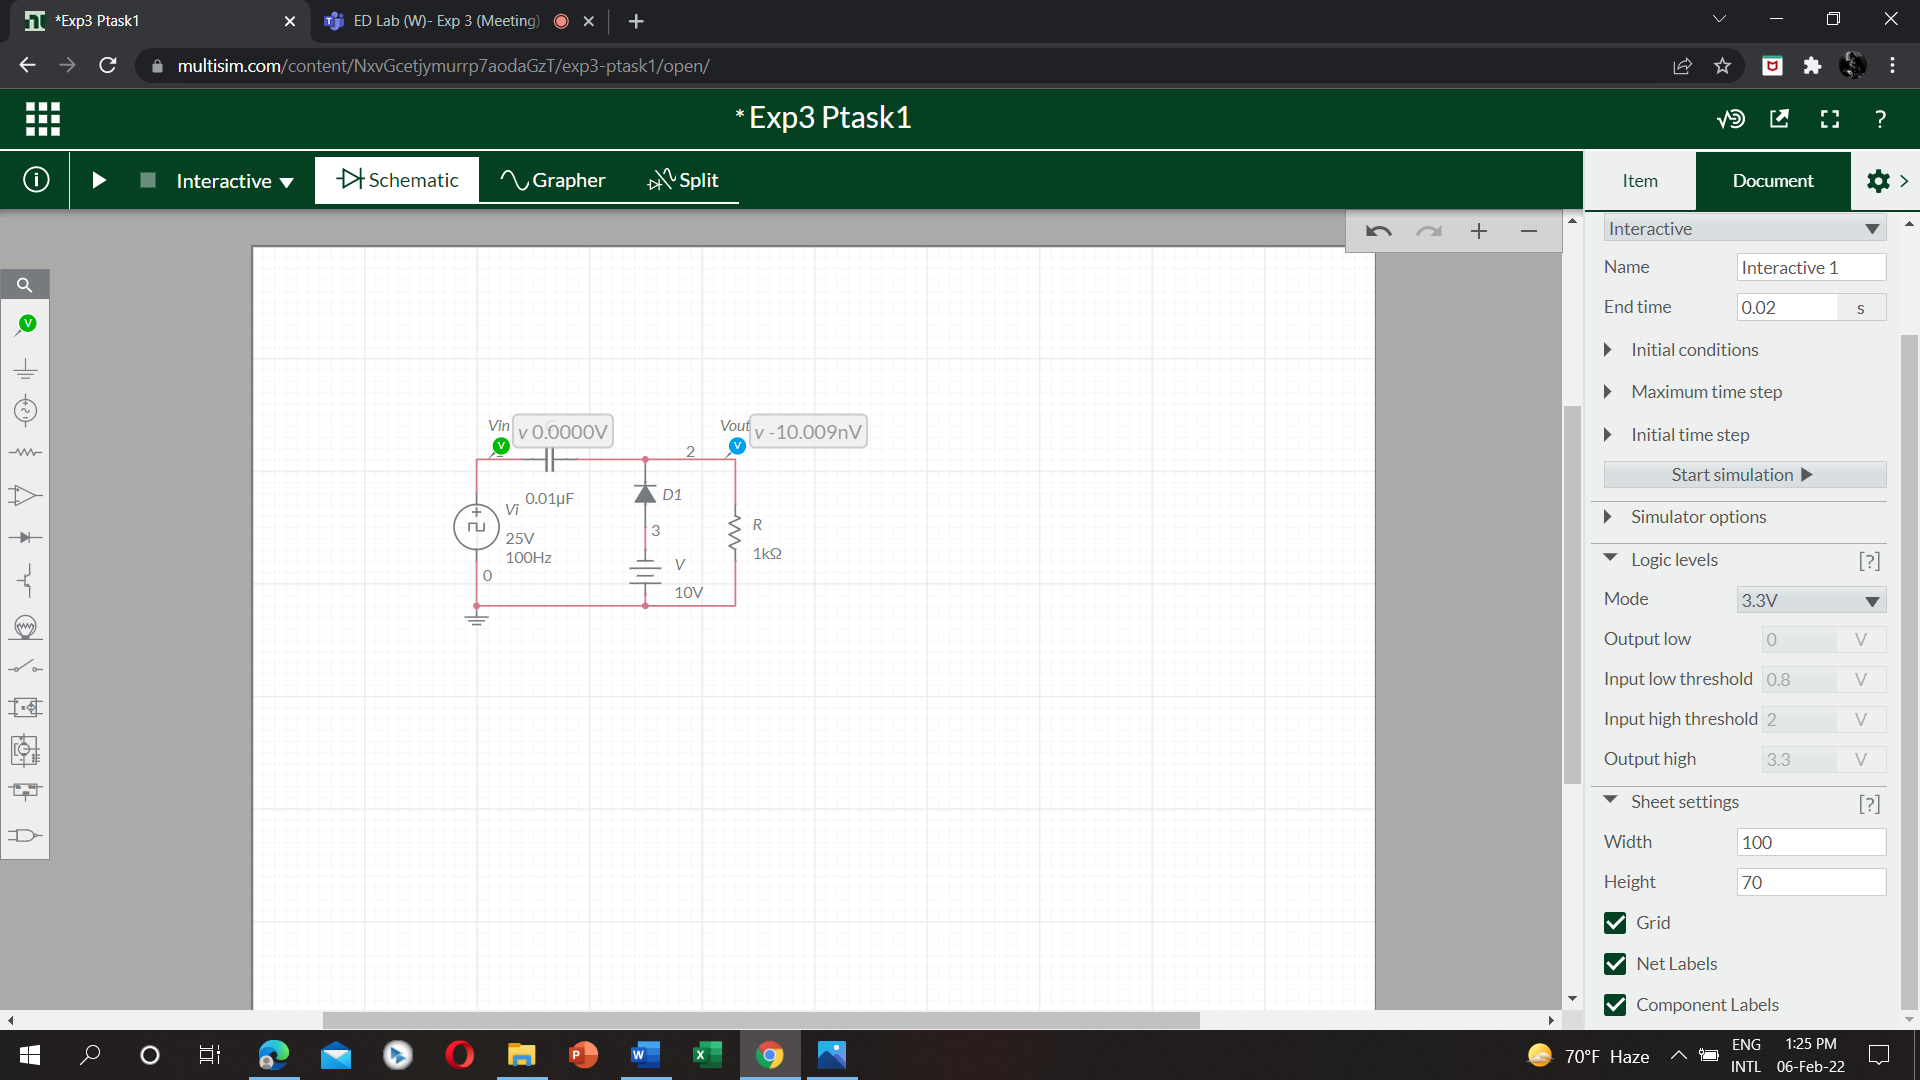 *Exp3 Ptask1
ED Lab (W)- Exp 3 (Meeting)
multisim.com/content/NxvGcetjymurrp7aodaGzT/exp3-ptask1/open/
*Exp3 Ptask1
?
Interactive
Schematic
Grapher
Split
Item
Document
Interactive
Name
Interactive 1
End time
0.02
s
Initial conditions
Maximum time step
Initial time step
Start simulation
Simulator options
Logic levels
[?]
Mode
3.3V
Output low
0
V
Input low threshold
0.8
V
Input high threshold
2
V
Output high
3.3
V
Sheet settings
[?]
Width
100
Height
70
Grid
Net Labels
Component Labels
V
Vin
v 0.0000V
V
Vout
v -10.009nV
V
2
0.01µF
Vi
25V
100Hz
0
D1
3
V
10V
R
1kΩ
70°F Haze
ENG
INTL
1:25 PM
06-Feb-22